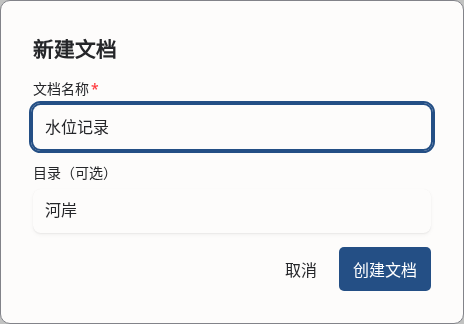 新建文档
文档名称*
水位记录
目录（可选）
河岸
取消
创建文档